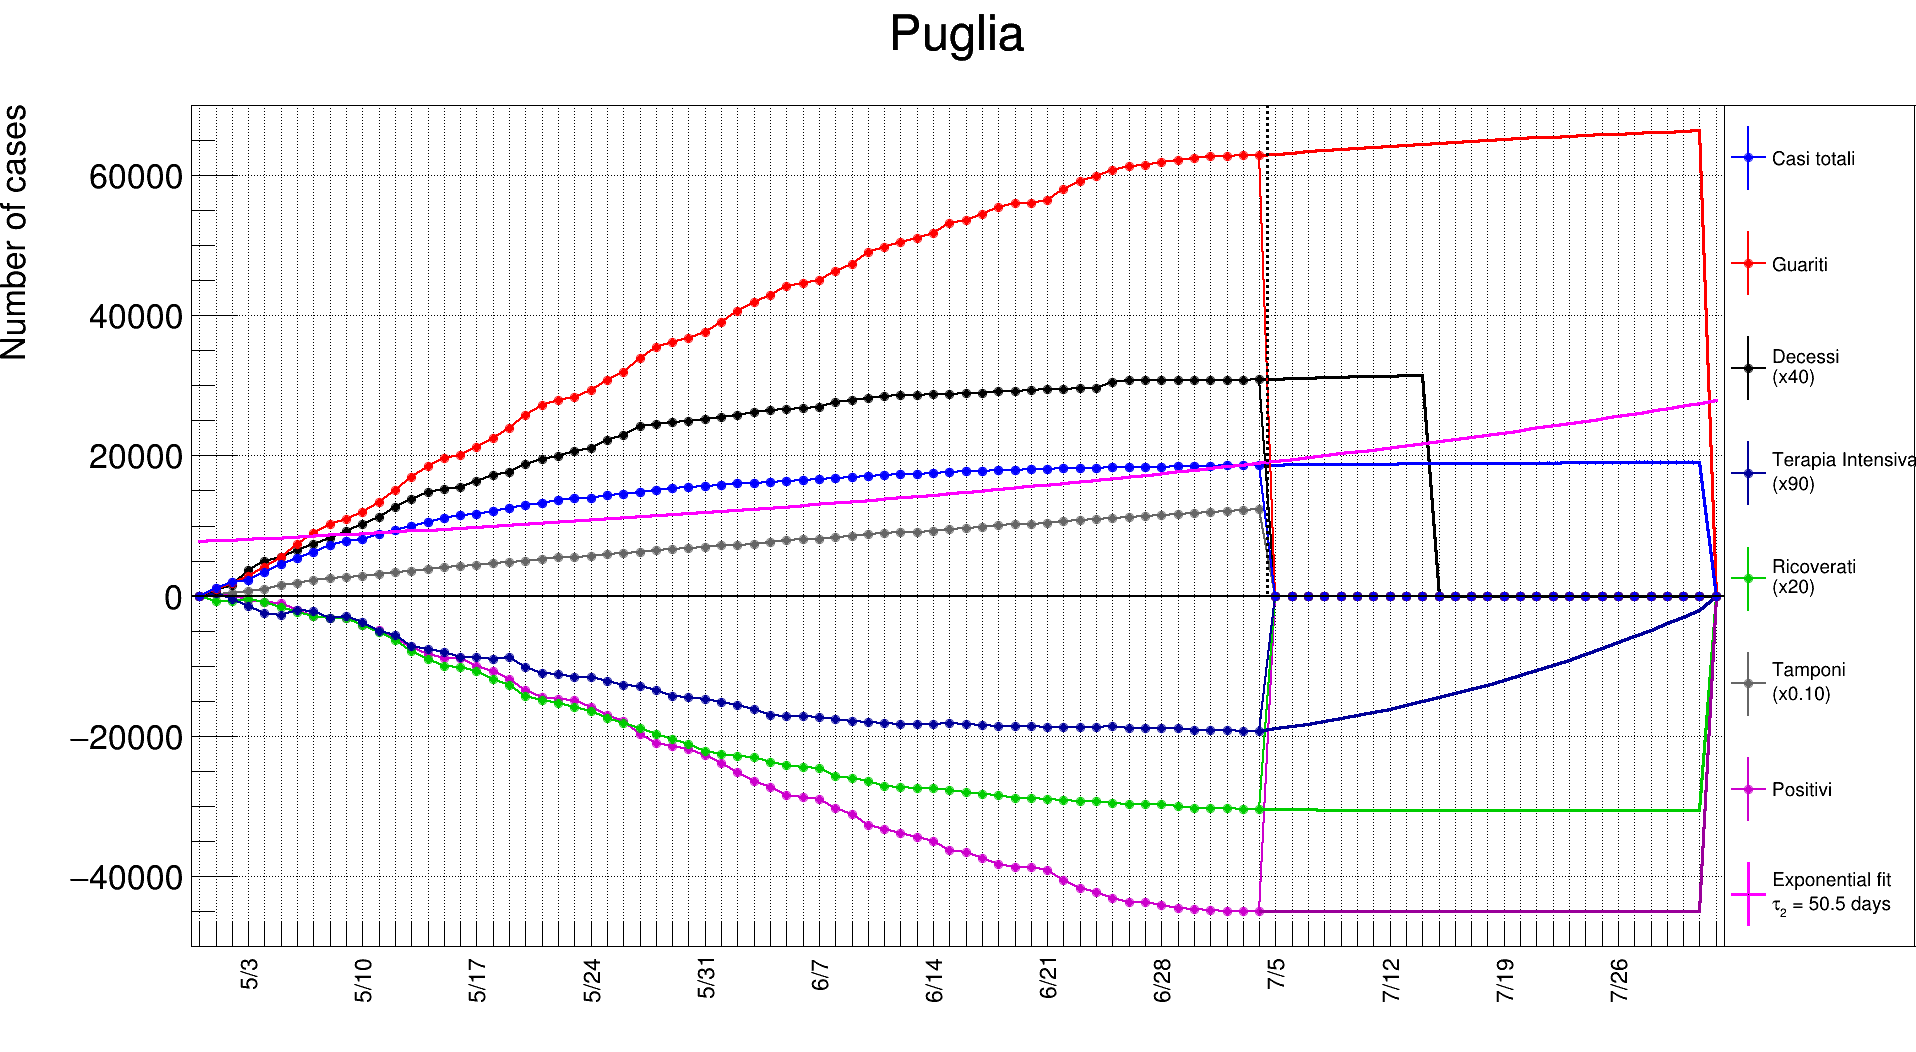 Puglia
Number of cases
60000
40000
20000
0
−20000
−40000
5/3
5/10
5/17
5/24
5/31
6/7
6/14
6/21
6/28
7/5
7/12
7/19
7/26
Casi totali
Guariti
Decessi
(x40)
Terapia Intensiva
(x90)
Ricoverati
(x20)
Tamponi
(x0.10)
Positivi
Exponential fit
τ2 = 50.5 days